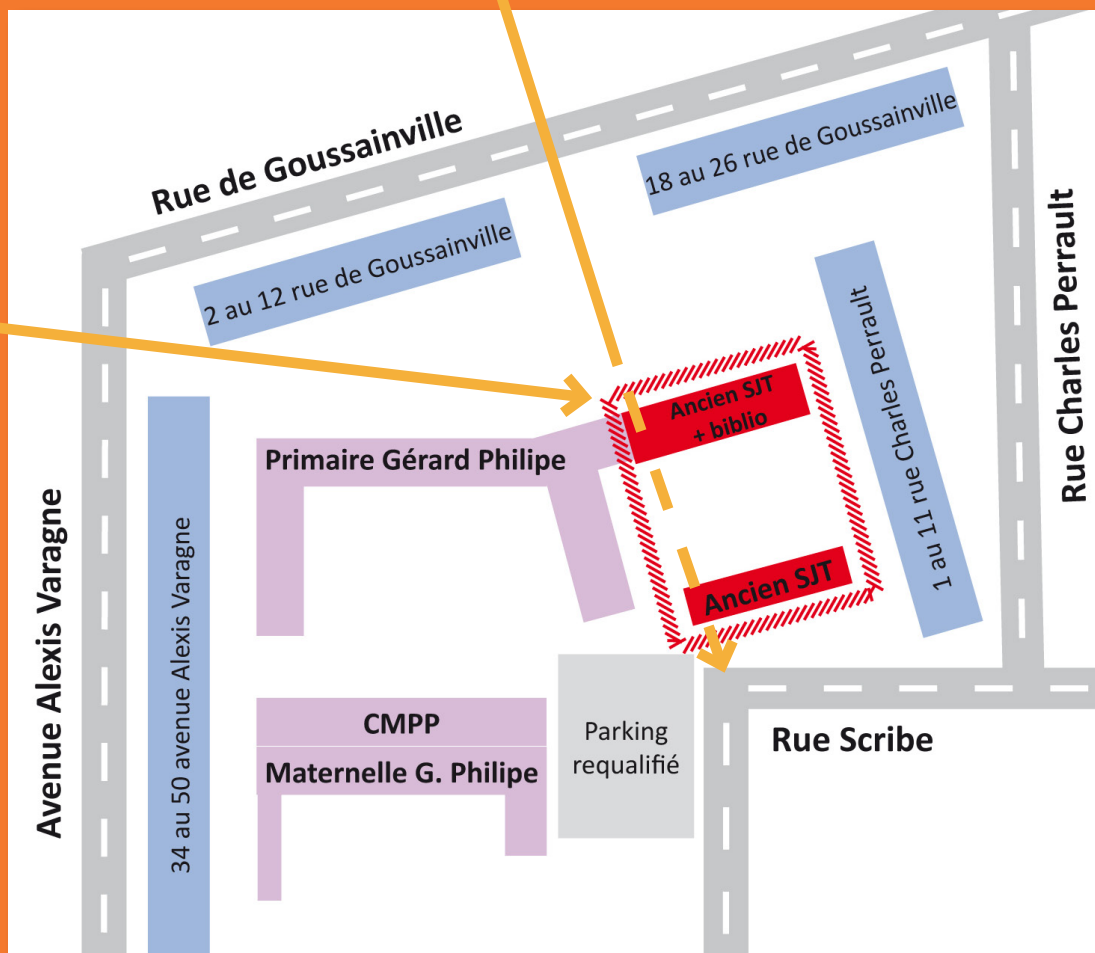 Rue de Goussainville
18 au 26 rue de Goussainville
2 au 12 rue de Goussainville
Rue Charles Perrault
1 au 11 rue Charles Perrault
Ancien SJT
+ biblio
Primaire Gérard Philipe
Avenue Alexis Varagne
34 au 50 avenue Alexis Varagne
Ancien SJT
CMPP
Maternelle G. Philipe
Parking
requalifié
Rue Scribe